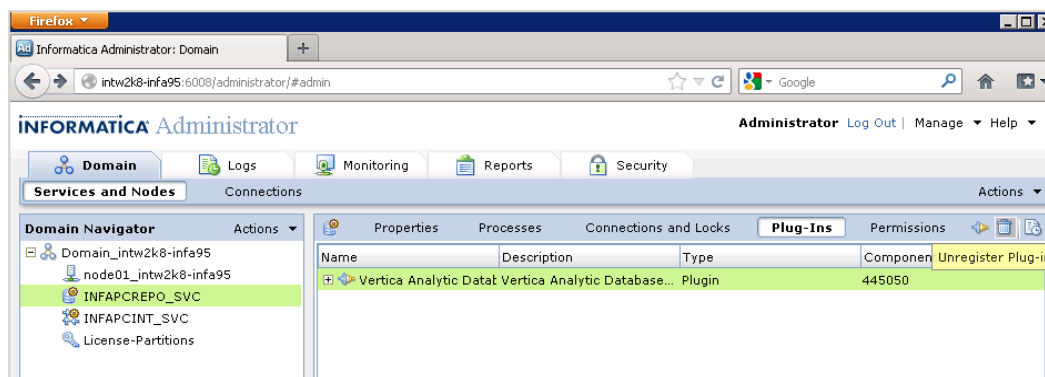 Firefox
Ad Informatica Administrator: Domain +
intw2k8-infa95:6008/administrator/#admin Google
INFORMATICA Administrator Administrator Log Out | Manage Help
Domain Logs Monitoring Reports Security
Services and Nodes Connections Actions
Domain Navigator Actions Properties Processes Connections and Locks Plug-Ins Permissions
Domain_intw2k8-infa95 Name Description Type Componen Unregister Plug-i
node01_intw2k8-infa95 Vertica Analytic Datab Vertica Analytic Database... Plugin 445050
INFAPCREPO_SVC
INFAPCINT_SVC
License-Partitions